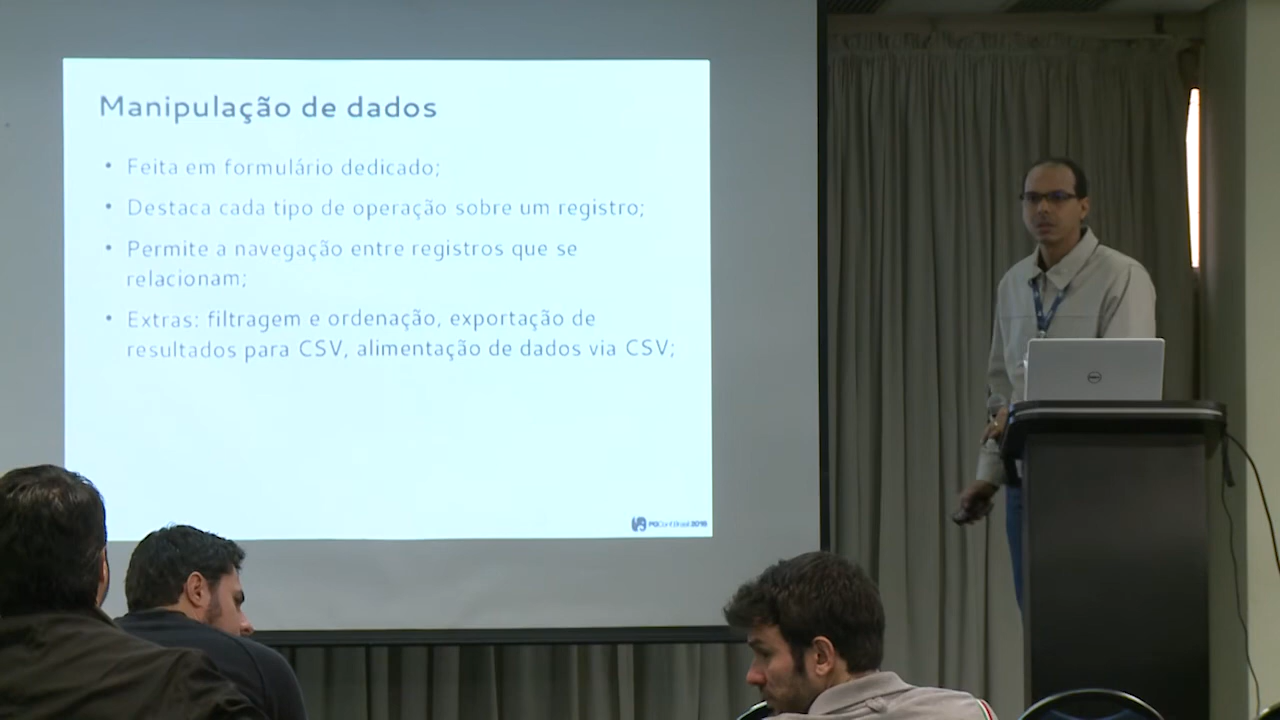 Manipulação de dados
• Feita em formulário dedicado;
• Destaca cada tipo de operação sobre um registro;
• Permite a navegação entre registros que se
relacionam;
• Extras: filtragem e ordenação, exportação de
resultados para CSV, alimentação de dados via CSV;
PGConf.Brasil 2018
DELL